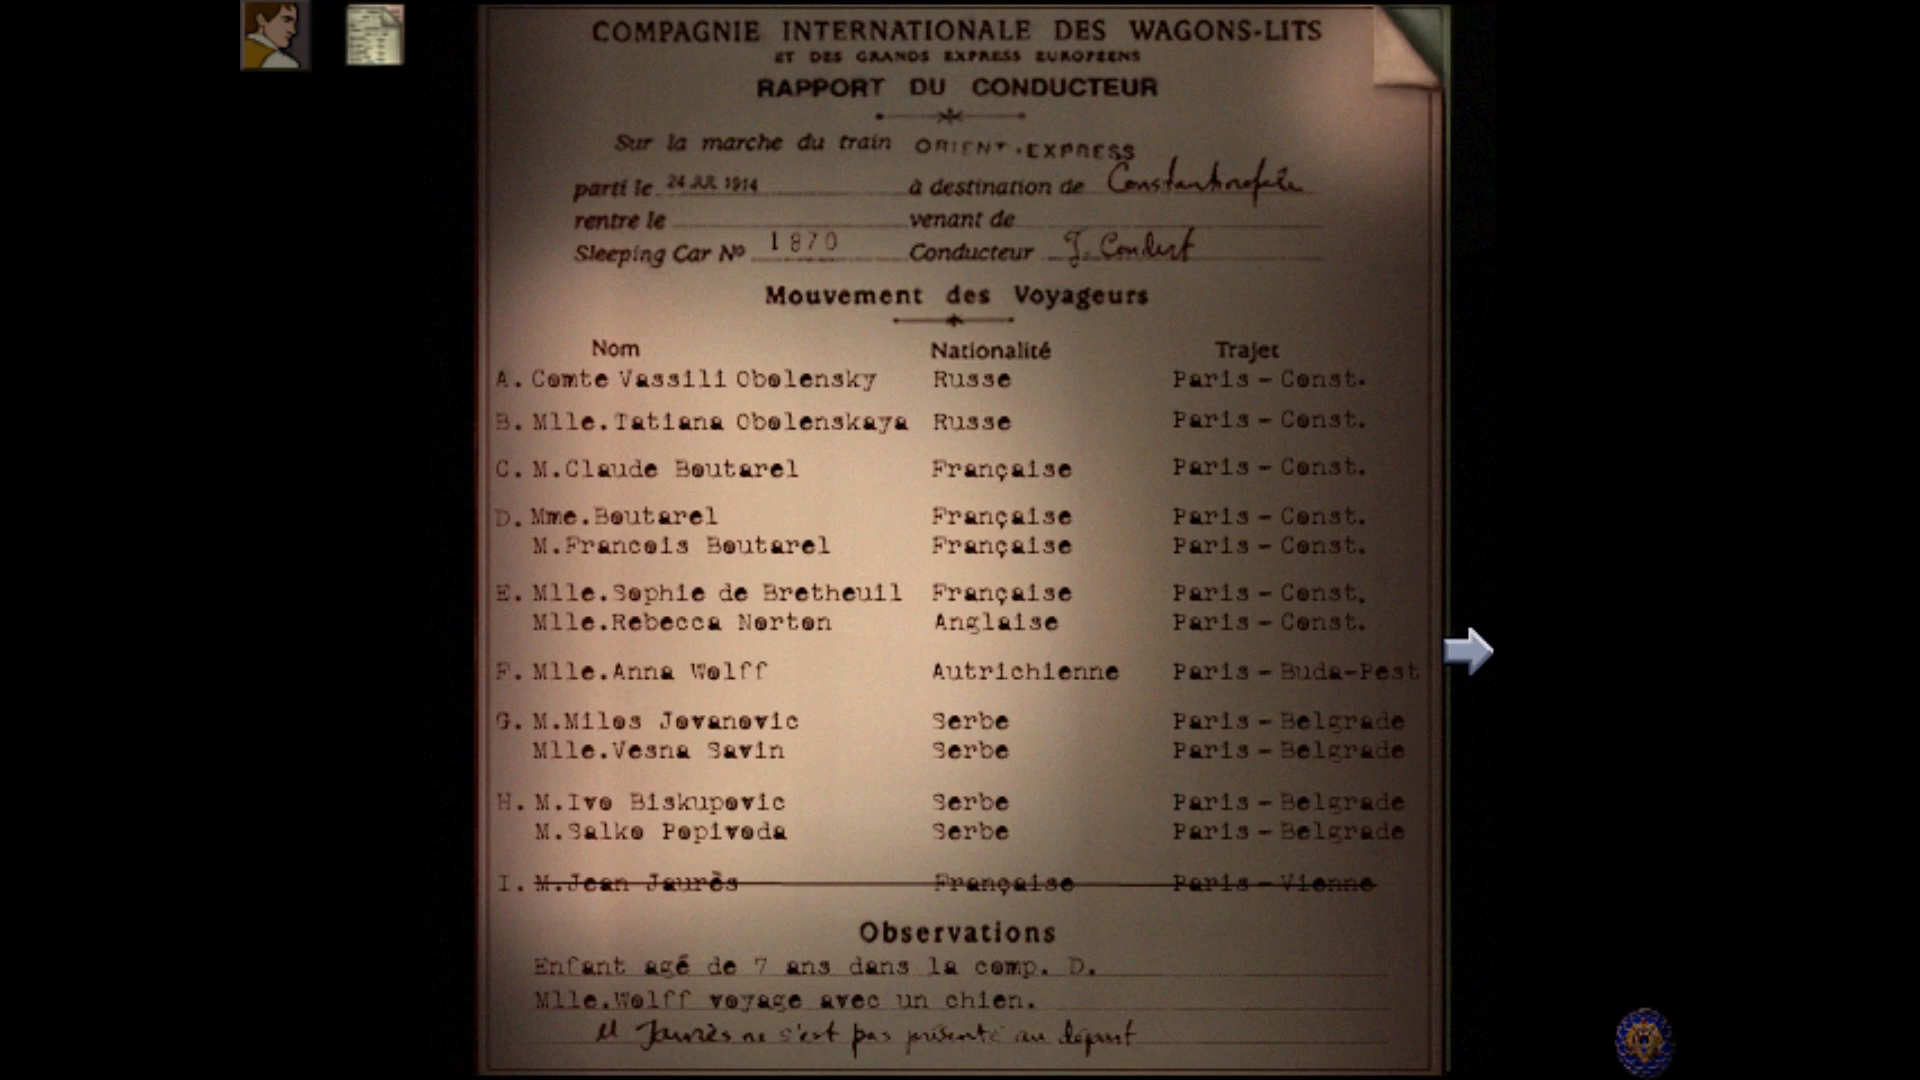 COMPAGNIE INTERNATIONALE DES WAGONS-LITS
ET DES GRANDS EXPRESS EUROPEENS
RAPPORT DU CONDUCTEUR
Sur la marche du train ORIENT-EXPRESS
parti le 24 JUL 1914 à destination de Constantinople
rentre le venant de
Sleeping Car No 1870 Conducteur J. Condert
Mouvement des Voyageurs
Nom Nationalité Trajet
A. Comte Vassili Obolensky Russe Paris - Const.
B. Mlle. Tatiana Obolenskaya Russe Paris - Const.
C. M. Claude Boutarel Française Paris - Const.
D. Mme. Boutarel Française Paris - Const.
M. Francois Boutarel Française Paris - Const.
E. Mlle. Sophie de Bretheuil Française Paris - Const.
Mlle. Rebecca Norton Anglaise Paris - Const.
F. Mlle. Anna Wolff Autrichienne Paris - Buda-Pest
G. M. Milos Jovanovic Serbe Paris - Belgrade
Mlle. Vesna Savin Serbe Paris - Belgrade
H. M. Ivo Biskupovic Serbe Paris - Belgrade
M. Salko Popivoda Serbe Paris - Belgrade
I. M. Jean Jaurès Française Paris - Vienne
Observations
Enfant agé de 7 ans dans la comp. D.
Mlle. Wolff voyage avec un chien.
M Jaurès ne s'est pas présenté au départ